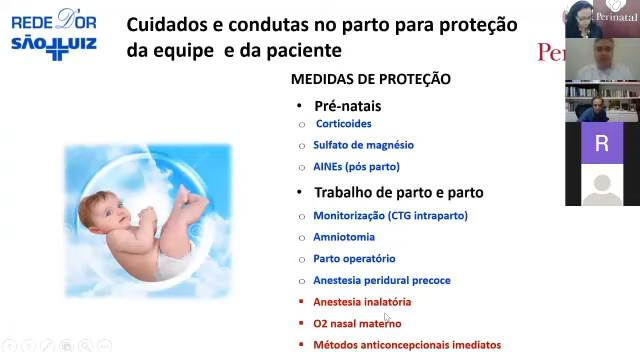 REDE D'OR
SÃO LUIZ
Cuidados e condutas no parto para proteção
da equipe e da paciente
Perinatal
Per
MEDIDAS DE PROTEÇÃO
• Pré-natais
o Corticoides
o Sulfato de magnésio
o AINEs (pós parto)
• Trabalho de parto e parto
o Monitorização (CTG intraparto)
o Amniotomia
o Parto operatório
o Anestesia peridural precoce
▪ Anestesia inalatória
▪ O2 nasal materno
▪ Métodos anticoncepcionais imediatos
R